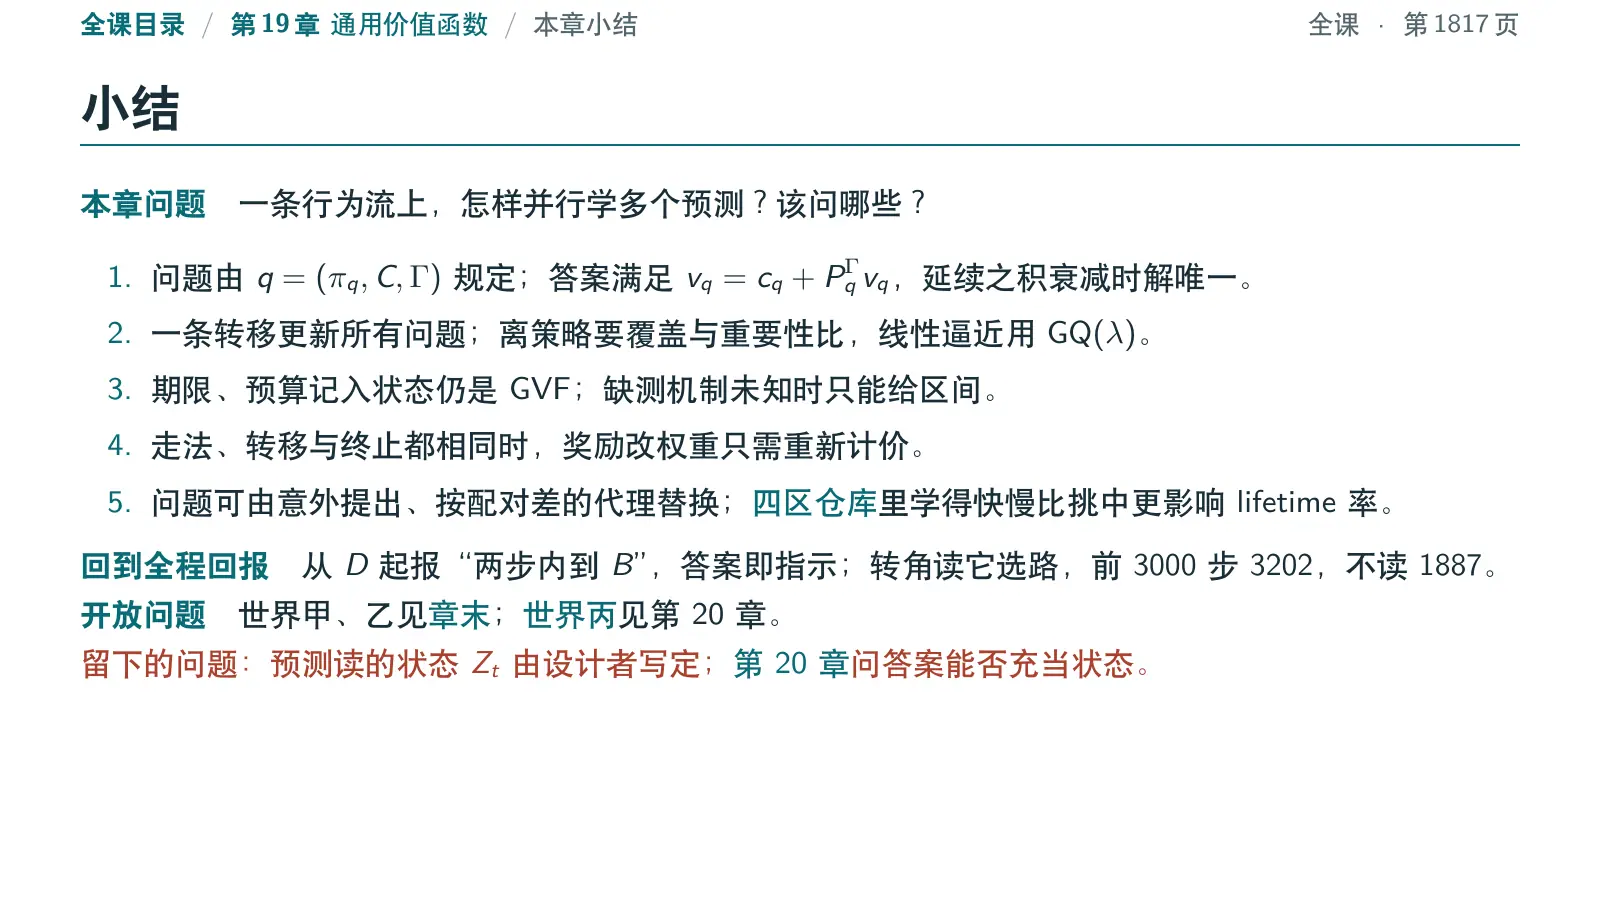 全课目录 / 第 19 章 通用价值函数 / 本章小结
全课 · 第 1817 页
小结
本章问题 一条行为流上，怎样并行学多个预测？该问哪些？
1. 问题由 q = (π_q, C, Γ) 规定；答案满足 v_q = c_q + P_q^Γ v_q，延续之积衰减时解唯一。
2. 一条转移更新所有问题；离策略要覆盖与重要性比，线性逼近用 GQ(λ)。
3. 期限、预算记入状态仍是 GVF；缺测机制未知时只能给区间。
4. 走法、转移与终止都相同时，奖励改权重只需重新计价。
5. 问题可由意外提出、按配对差的代理替换；四区仓库里学得快慢比挑中更影响 lifetime 率。
回到全程回报 从 D 起报 “两步内到 B”，答案即指示；转角读它选路，前 3000 步 3202，不读 1887。
开放问题 世界甲、乙见章末；世界丙见第 20 章。
留下的问题：预测读的状态 Z_t 由设计者写定；第 20 章问答案能否充当状态。